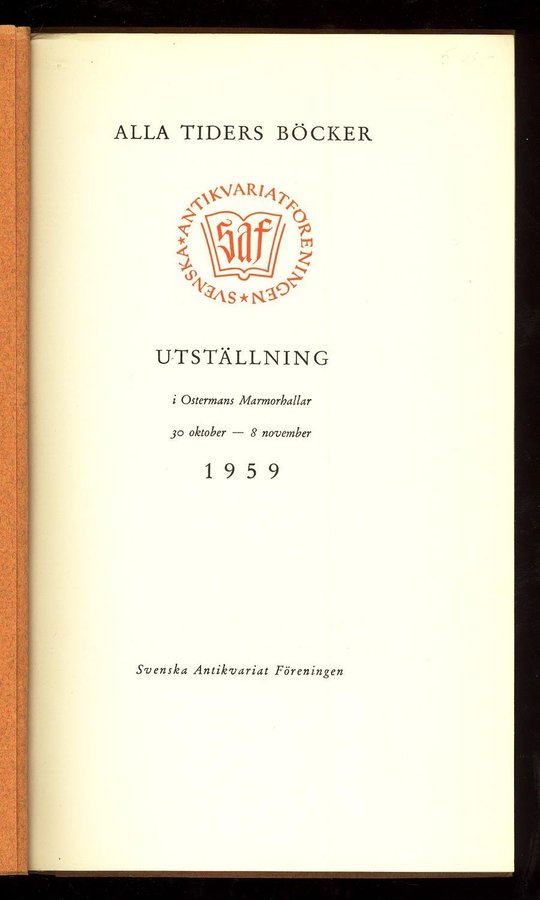 ALLA TIDERS BÖCKER
SVENSKA★ANTIKVARIATFÖRENINGEN★
Saf
UTSTÄLLNING
i Ostermans Marmorhallar
30 oktober — 8 november
1959
Svenska Antikvariat Föreningen